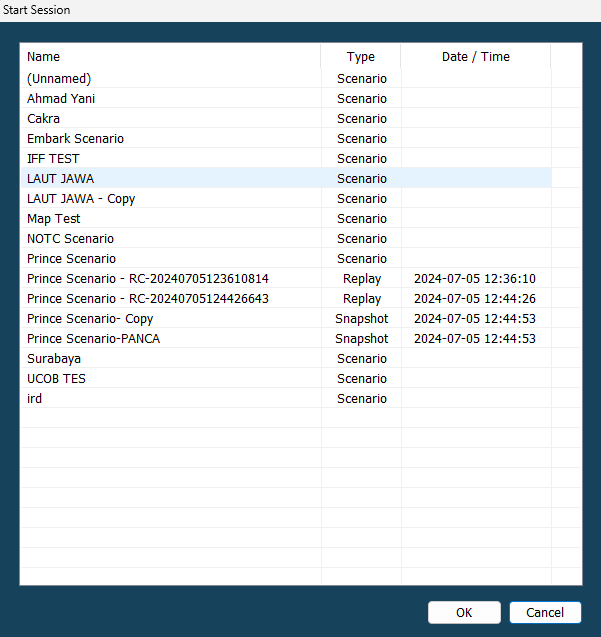 Start Session
Name Type Date / Time
(Unnamed) Scenario
Ahmad Yani Scenario
Cakra Scenario
Embark Scenario Scenario
IFF TEST Scenario
LAUT JAWA Scenario
LAUT JAWA - Copy Scenario
Map Test Scenario
NOTC Scenario Scenario
Prince Scenario Scenario
Prince Scenario - RC-20240705123610814 Replay 2024-07-05 12:36:10
Prince Scenario - RC-20240705124426643 Replay 2024-07-05 12:44:26
Prince Scenario- Copy Snapshot 2024-07-05 12:44:53
Prince Scenario-PANCA Snapshot 2024-07-05 12:44:53
Surabaya Scenario
UCOB TES Scenario
ird Scenario
OK Cancel